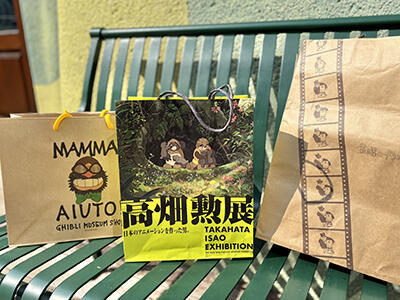 MAMMA
AIUTO
GHIBLI MUSEUM SHOP
高畑勲展
日本のアニメーションを作った男。
TAKAHATA
ISAO
EXHIBITION